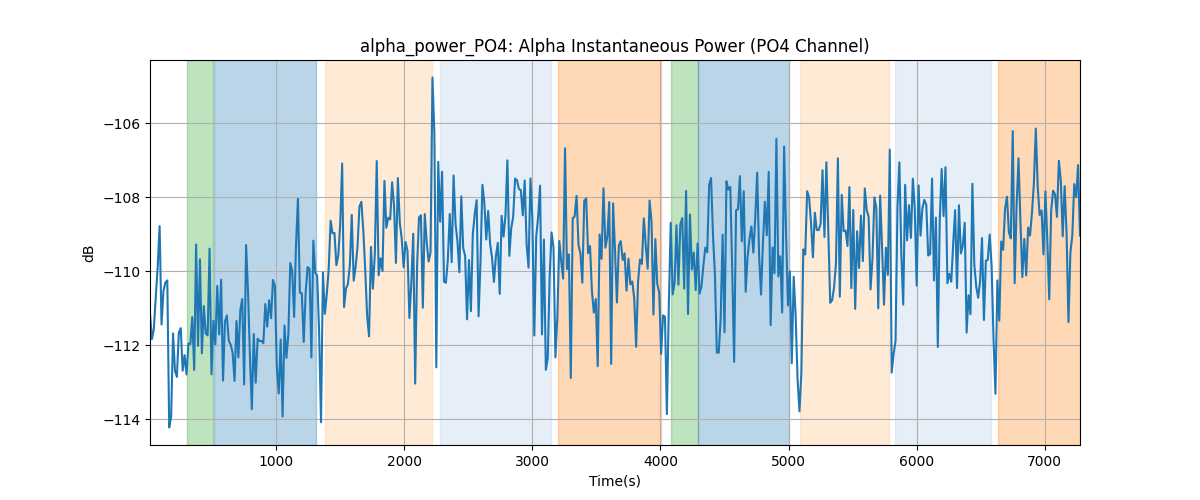 alpha_power_PO4: Alpha Instantaneous Power (PO4 Channel)
−106
−108
−110
−112
−114
dB
1000 2000 3000 4000 5000 6000 7000
Time(s)